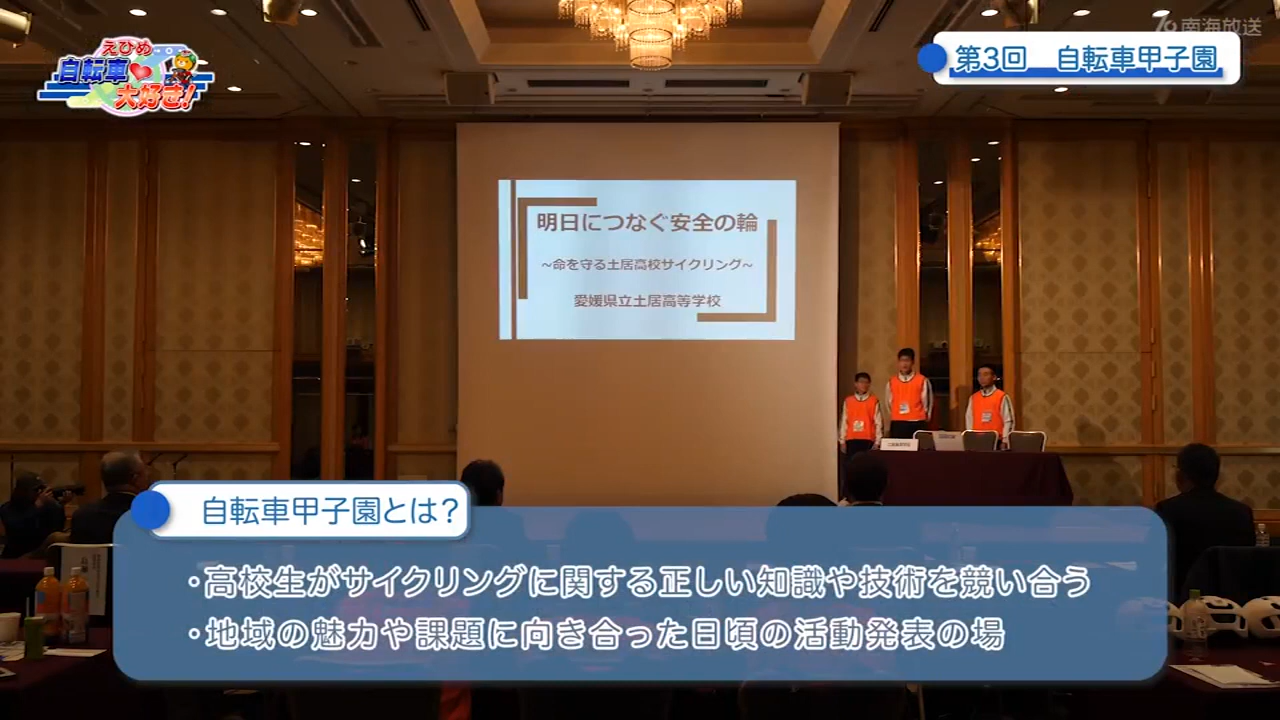 えひめ
自転車
大好き!
南海放送
第3回 自転車甲子園
明日につなぐ安全の輪
~命を守る土居高校サイクリング~
愛媛県立土居高等学校
自転車甲子園とは?
・高校生がサイクリングに関する正しい知識や技術を競い合う
・地域の魅力や課題に向き合った日頃の活動発表の場